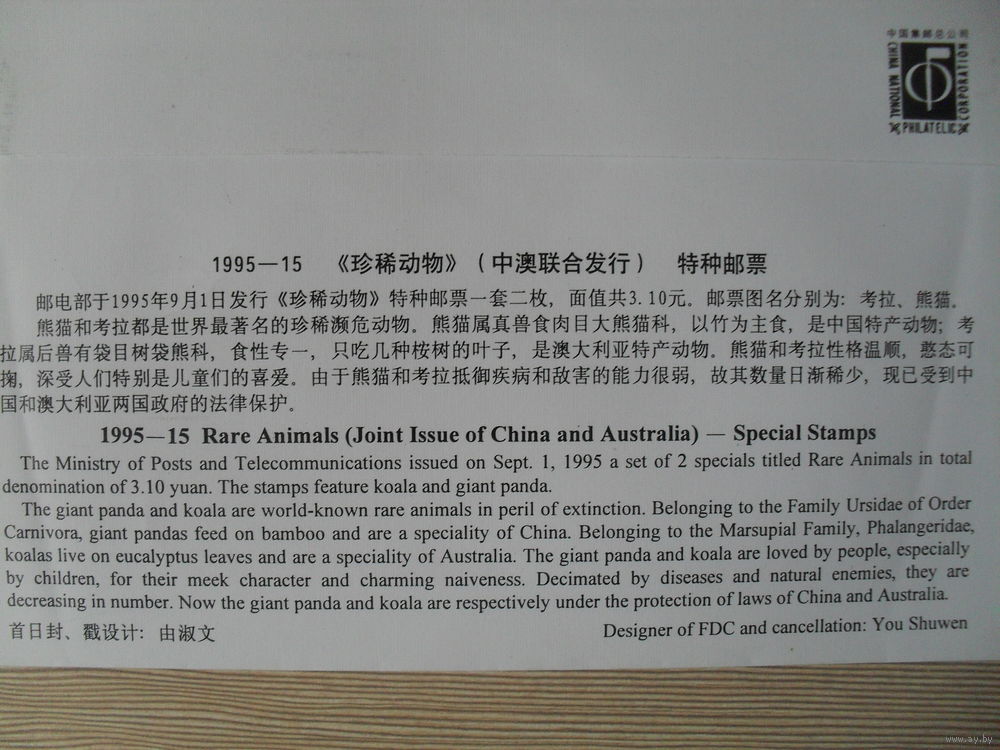 中国集邮总公司
CHINA NATIONAL
PHILATELIC
CORPORATION
1995—15 《珍稀动物》（中澳联合发行） 特种邮票
邮电部于1995年9月1日发行《珍稀动物》特种邮票一套二枚，面值共3.10元。邮票图名分别为：考拉、熊猫。
熊猫和考拉都是世界最著名的珍稀濒危动物。熊猫属真兽食肉目大熊猫科，以竹为主食，是中国特产动物；考
拉属后兽有袋目树袋熊科，食性专一，只吃几种桉树的叶子，是澳大利亚特产动物。熊猫和考拉性格温顺，憨态可
掬，深受人们特别是儿童们的喜爱。由于熊猫和考拉抵御疾病和敌害的能力很弱，故其数量日渐稀少，现已受到中
国和澳大利亚两国政府的法律保护。
1995—15 Rare Animals (Joint Issue of China and Australia) — Special Stamps
The Ministry of Posts and Telecommunications issued on Sept. 1, 1995 a set of 2 specials titled Rare Animals in total
denomination of 3.10 yuan. The stamps feature koala and giant panda.
The giant panda and koala are world-known rare animals in peril of extinction. Belonging to the Family Ursidae of Order
Carnivora, giant pandas feed on bamboo and are a speciality of China. Belonging to the Marsupial Family, Phalangeridae,
koalas live on eucalyptus leaves and are a speciality of Australia. The giant panda and koala are loved by people, especially
by children, for their meek character and charming naiveness. Decimated by diseases and natural enemies, they are
decreasing in number. Now the giant panda and koala are respectively under the protection of laws of China and Australia.
首日封、戳设计：由淑文
Designer of FDC and cancellation: You Shuwen
www.ay.by